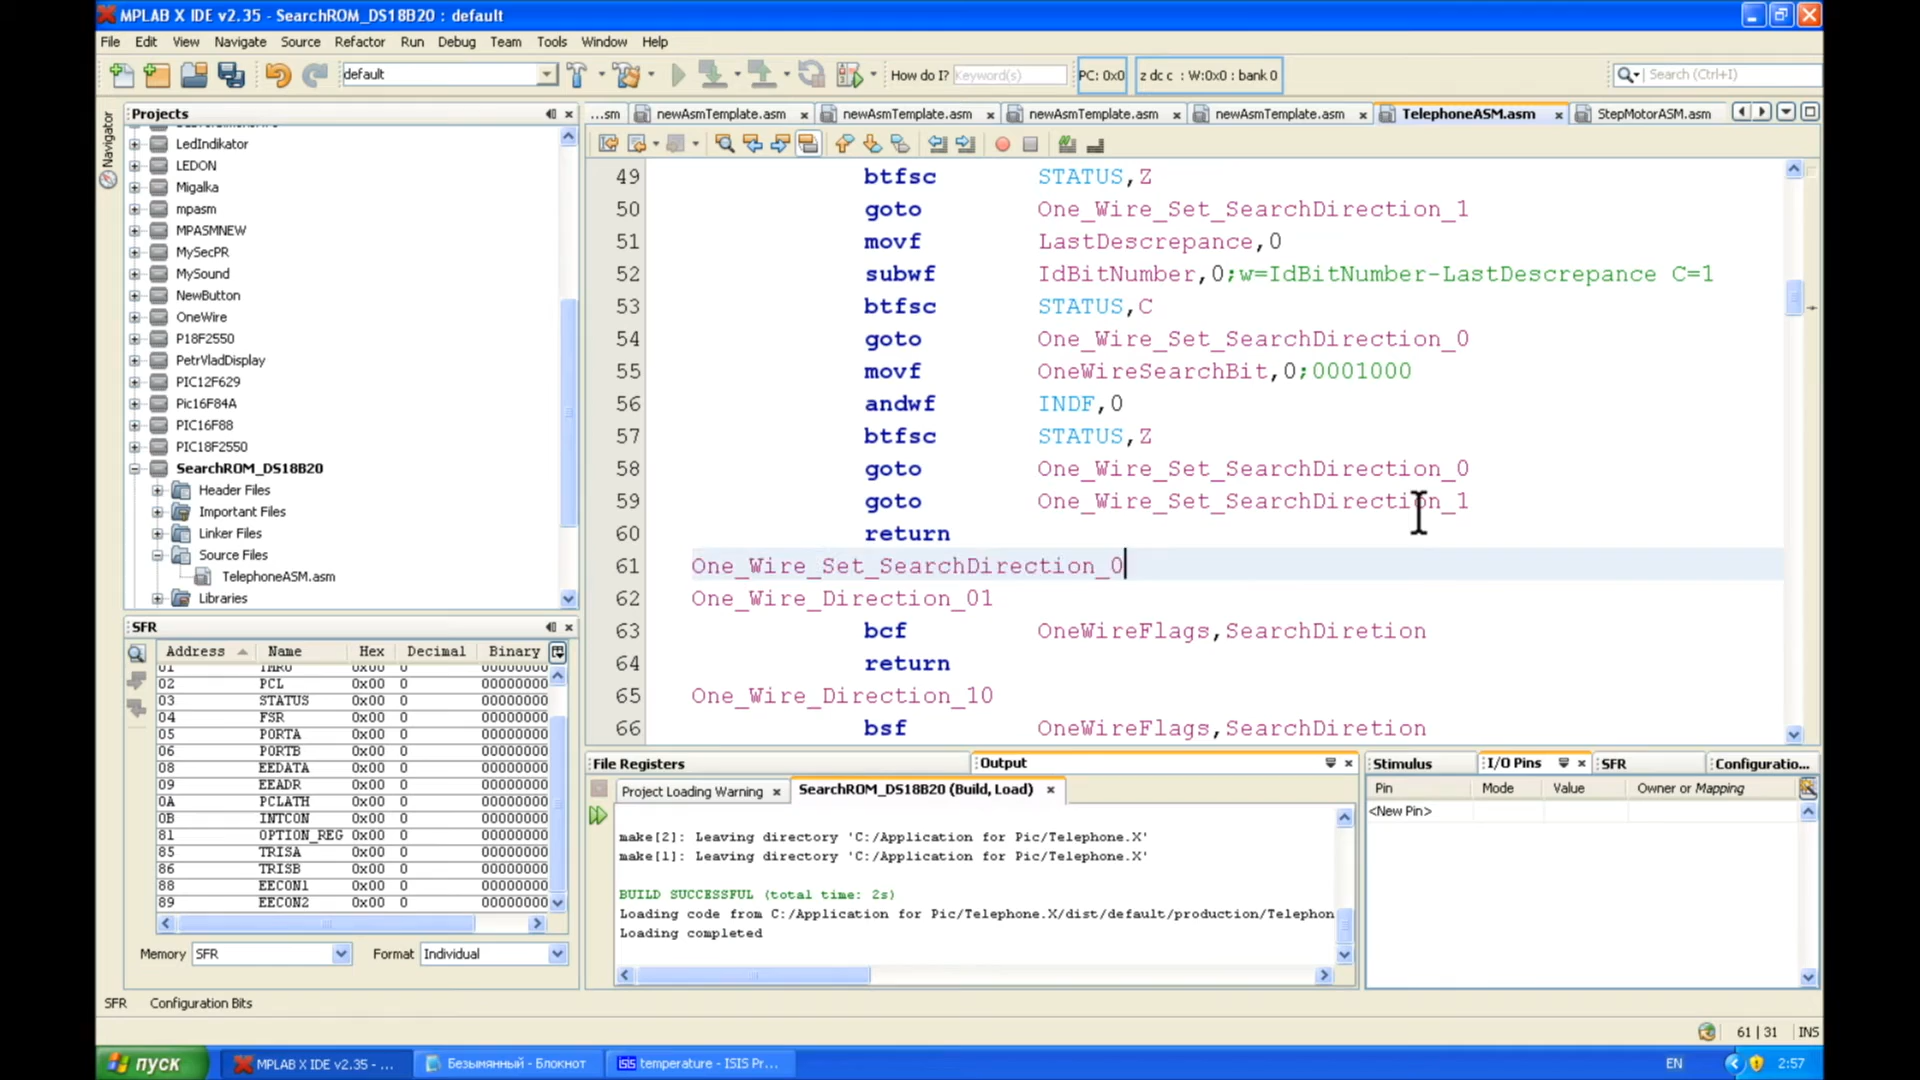 MPLAB X IDE v2.35 - SearchROM_DS18B20 : default
File Edit View Navigate Source Refactor Run Debug Team Tools Window Help
default How do I? Keyword(s) PC: 0x0 z dc c : W:0x0 : bank 0 Search (Ctrl+I)
Navigator
Projects
LedIndikator
LEDON
Migalka
mpasm
MPASMNEW
MySecPR
MySound
NewButton
OneWire
P18F2550
PetrVladDisplay
PIC12F629
Pic16F84A
PIC16F88
PIC18F2550
SearchROM_DS18B20
Header Files
Important Files
Linker Files
Source Files
TelephoneASM.asm
Libraries
...sm newAsmTemplate.asm newAsmTemplate.asm newAsmTemplate.asm newAsmTemplate.asm TelephoneASM.asm StepMotorASM.asm
49 btfsc STATUS,Z
50 goto One_Wire_Set_SearchDirection_1
51 movf LastDescrepance,0
52 subwf IdBitNumber,0;w=IdBitNumber-LastDescrepance C=1
53 btfsc STATUS,C
54 goto One_Wire_Set_SearchDirection_0
55 movf OneWireSearchBit,0;0001000
56 andwf INDF,0
57 btfsc STATUS,Z
58 goto One_Wire_Set_SearchDirection_0
59 goto One_Wire_Set_SearchDirection_1
60 return
61 One_Wire_Set_SearchDirection_0
62 One_Wire_Direction_01
63 bcf OneWireFlags,SearchDiretion
64 return
65 One_Wire_Direction_10
66 bsf OneWireFlags,SearchDiretion
SFR
Address Name Hex Decimal Binary
01 TMR0 0x00 0 00000000
02 PCL 0x00 0 00000000
03 STATUS 0x00 0 00000000
04 FSR 0x00 0 00000000
05 PORTA 0x00 0 00000000
06 PORTB 0x00 0 00000000
08 EEDATA 0x00 0 00000000
09 EEADR 0x00 0 00000000
0A PCLATH 0x00 0 00000000
0B INTCON 0x00 0 00000000
81 OPTION_REG 0x00 0 00000000
85 TRISA 0x00 0 00000000
86 TRISB 0x00 0 00000000
88 EECON1 0x00 0 00000000
89 EECON2 0x00 0 00000000
Memory SFR Format Individual
File Registers Output
Project Loading Warning SearchROM_DS18B20 (Build, Load)
make[2]: Leaving directory 'C:/Application for Pic/Telephone.X'
make[1]: Leaving directory 'C:/Application for Pic/Telephone.X'
BUILD SUCCESSFUL (total time: 2s)
Loading code from C:/Application for Pic/Telephone.X/dist/default/production/Telephon
Loading completed
Stimulus I/O Pins SFR Configuratio...
Pin Mode Value Owner or Mapping
<New Pin>
SFR Configuration Bits
61 | 31 INS
пуск MPLAB X IDE v2.35 - ... Безымянный - Блокнот temperature - ISIS Pr... EN 2:57